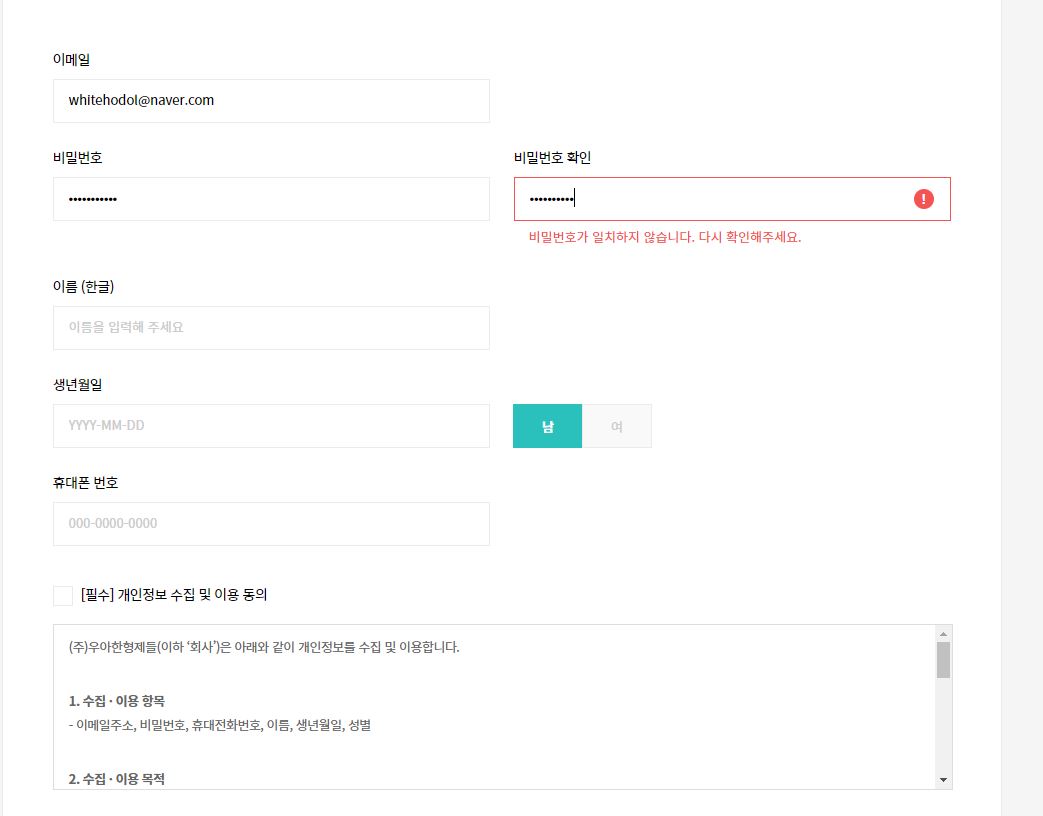 이메일
whitehodol@naver.com
비밀번호
비밀번호 확인
•••••••••••
••••••••••
!
비밀번호가 일치하지 않습니다. 다시 확인해주세요.
이름 (한글)
이름을 입력해 주세요
생년월일
YYYY-MM-DD
남
여
휴대폰 번호
000-0000-0000
[필수] 개인정보 수집 및 이용 동의
(주)우아한형제들(이하 ‘회사’)은 아래와 같이 개인정보를 수집 및 이용합니다.
1. 수집 · 이용 항목
- 이메일주소, 비밀번호, 휴대전화번호, 이름, 생년월일, 성별
2. 수집 · 이용 목적